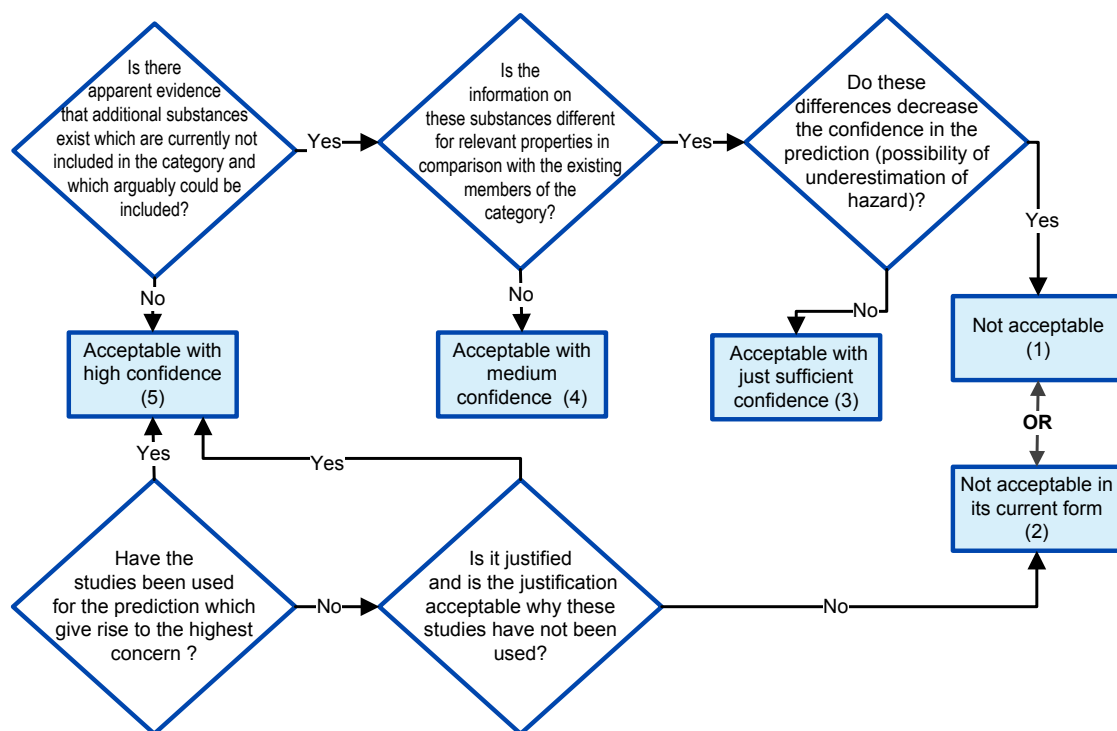 Is there
apparent evidence
that additional substances
exist which are currently not
included in the category and
which arguably could be
included?
Yes
Is the
information on
these substances different
for relevant properties in
comparison with the existing
members of the
category?
Yes
Do these
differences decrease
the confidence in the
prediction (possibility of
underestimation of
hazard)?
Yes
No
No
No
Acceptable with
high confidence
(5)
Acceptable with
medium
confidence (4)
Acceptable with
just sufficient
confidence (3)
Not acceptable
(1)
OR
Not acceptable in
its current form
(2)
Yes
Yes
Have the
studies been used
for the prediction which
give rise to the highest
concern ?
No
Is it justified
and is the justification
acceptable why these
studies have not been
used?
No